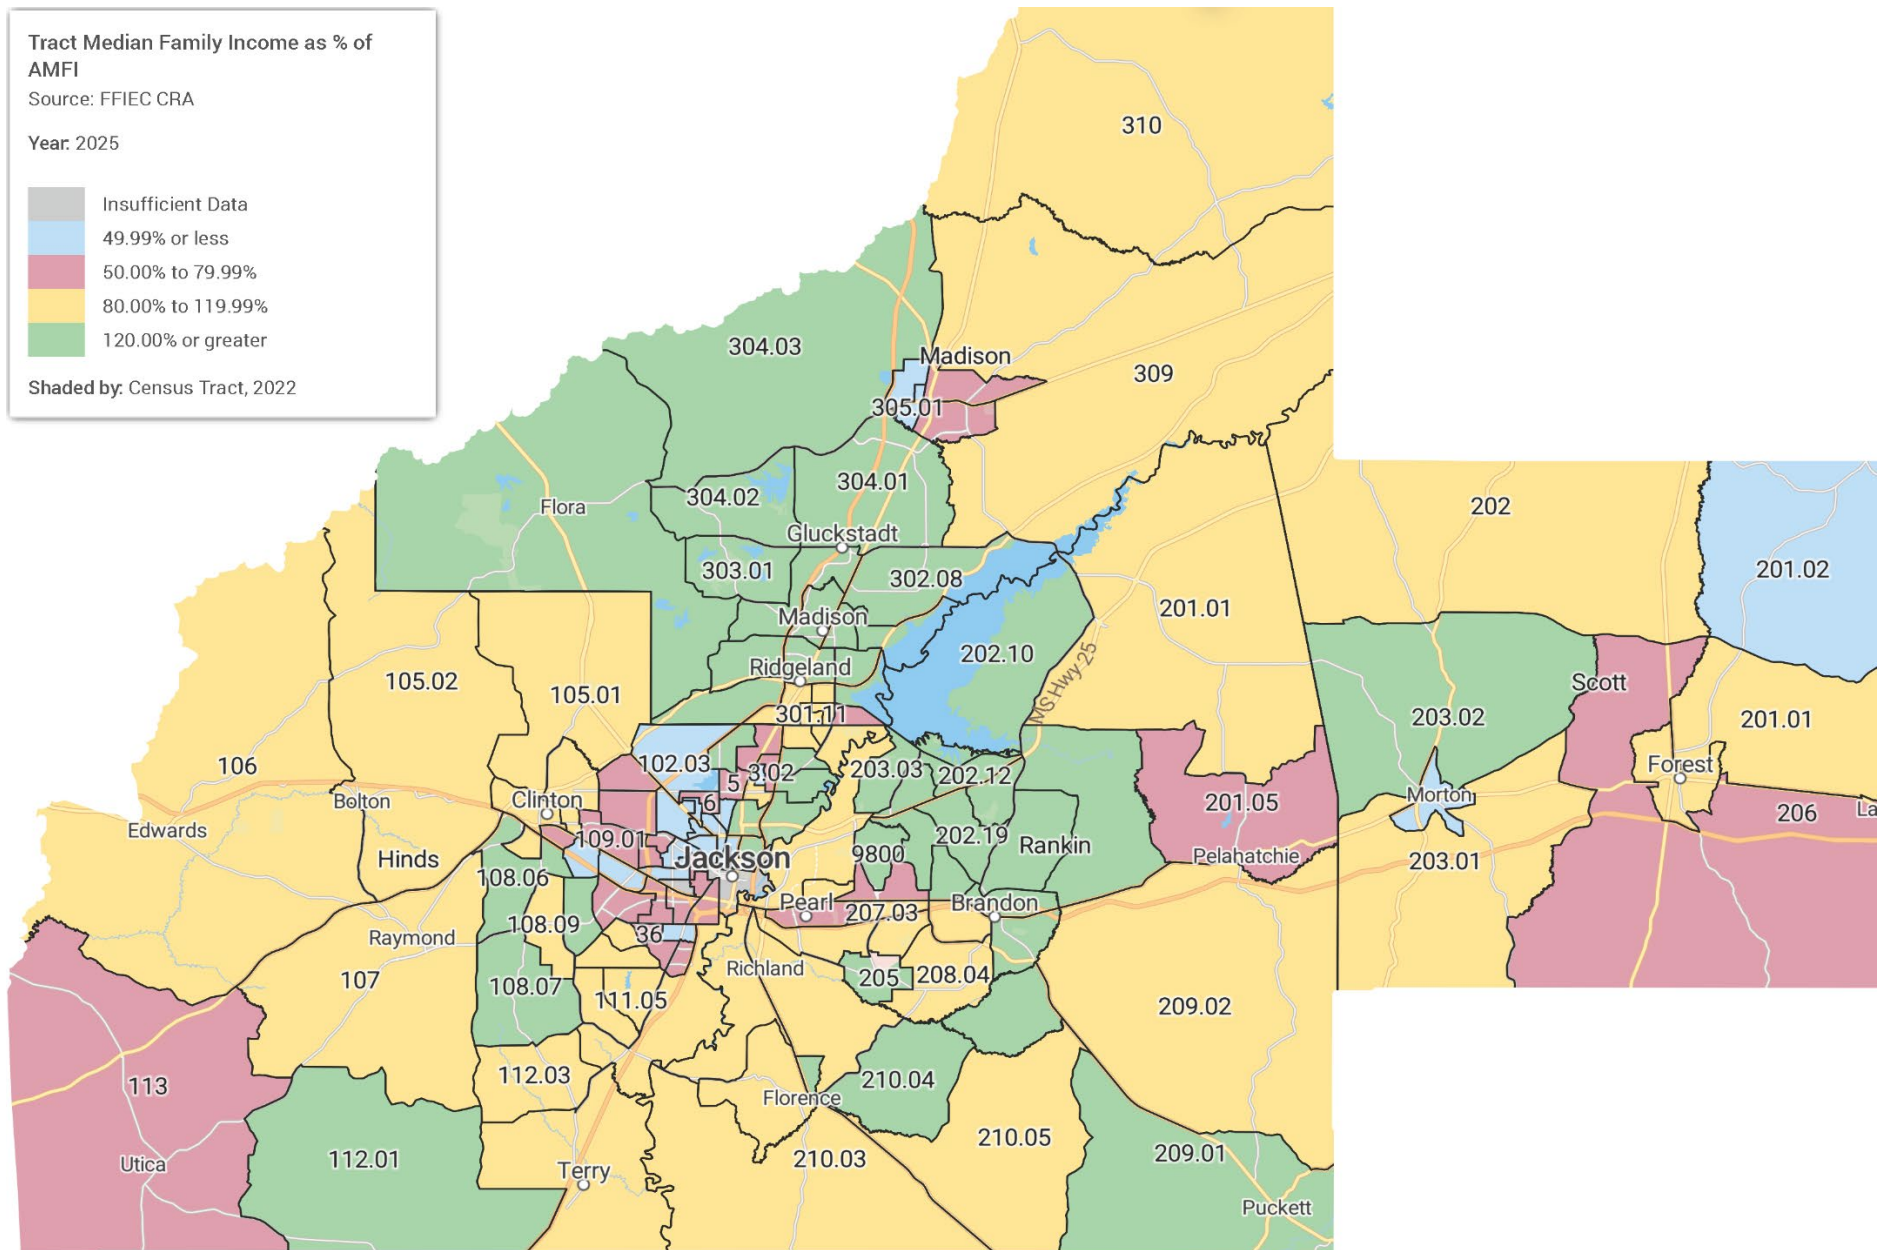 Tract Median Family Income as % of
AMFI
Source: FFIEC CRA
Year: 2025
Insufficient Data
49.99% or less
50.00% to 79.99%
80.00% to 119.99%
120.00% or greater
Shaded by: Census Tract, 2022
310
304.03
Madison
309
305.01
304.01
304.02
Flora
202
Gluckstadt
303.01
302.08
201.02
201.01
Madison
202.10
Ridgeland
105.02
105.01
MS Hwy 25
Scott
301.11
203.02
201.01
106
102.03
3.02
5
203.03
202.12
Forest
Bolton
Clinton
6
201.05
Morton
206
La
Edwards
109.01
202.19
Rankin
Hinds
Jackson
9800
Pelahatchie
203.01
108.06
Pearl
207.03
Brandon
108.09
Raymond
36
Richland
107
108.07
111.05
205
208.04
209.02
113
112.03
210.04
Florence
112.01
210.03
210.05
209.01
Utica
Terry
Puckett